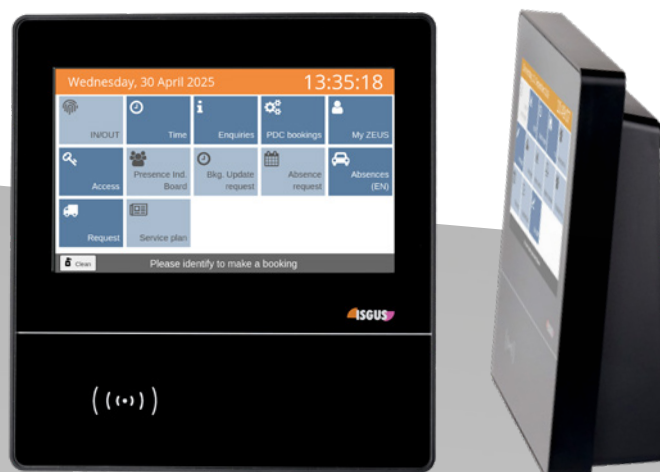 Wednesday, 30 April 2025 13:35:18
IN/OUT
Time
Enquiries
PDC bookings
My ZEUS
Access
Presence Ind.
Board
Bkg. Update
request
Absence
request
Absences
(EN)
Request
Service plan
Clean
Please identify to make a booking
ISGUS